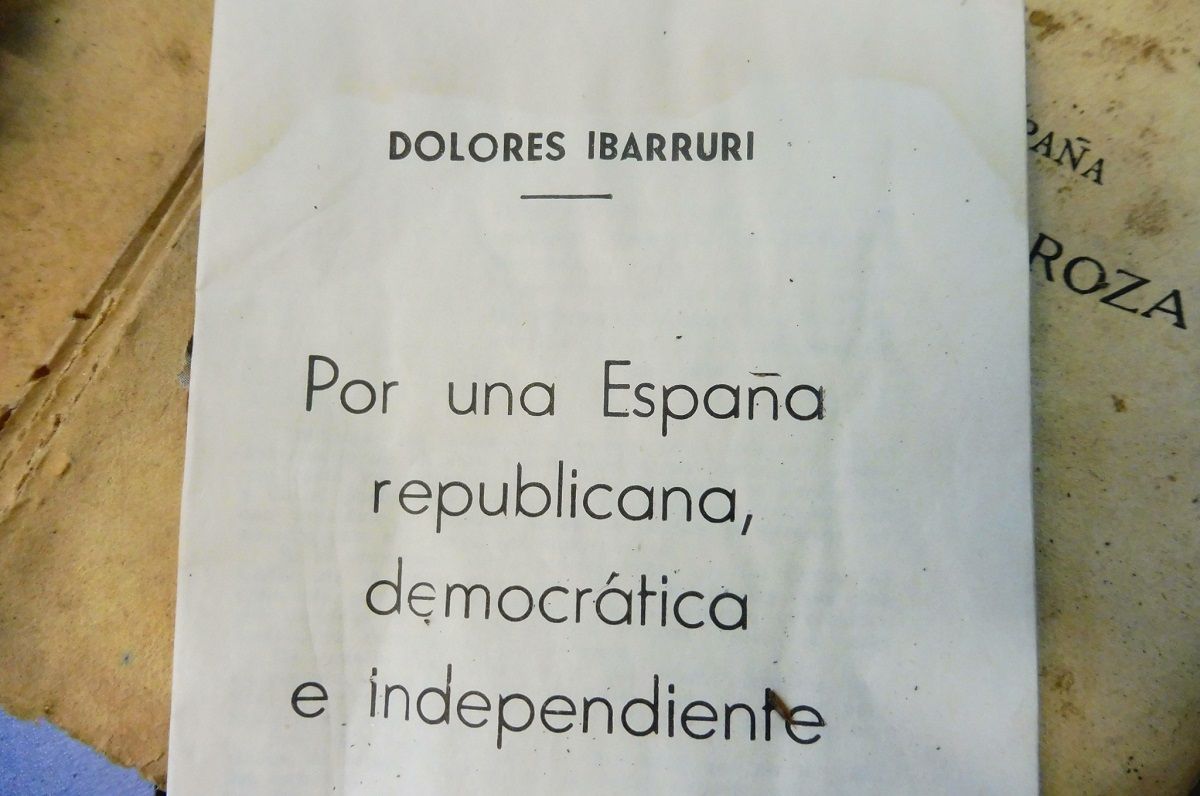 DOLORES IBARRURI
Por una España
republicana,
democrática
e independiente
PAÑA
ROZA